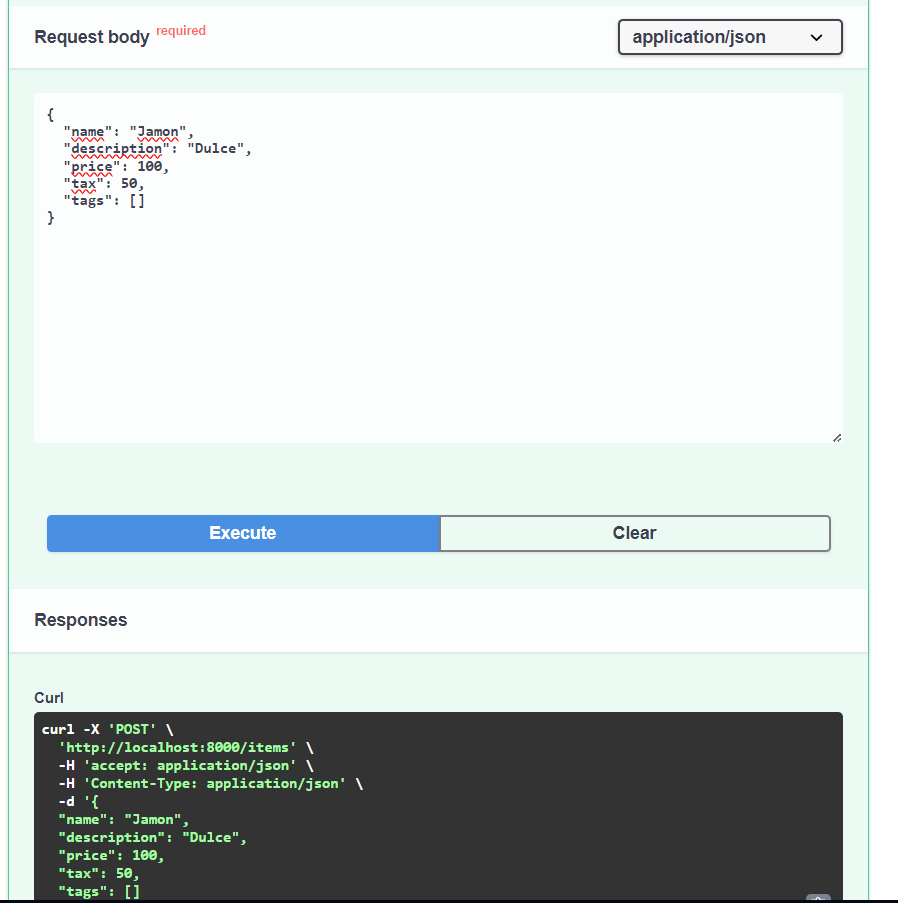 Request body required
application/json
{
  "name": "Jamon",
  "description": "Dulce",
  "price": 100,
  "tax": 50,
  "tags": []
}
Execute
Clear
Responses
Curl
curl -X 'POST' \
  'http://localhost:8000/items' \
  -H 'accept: application/json' \
  -H 'Content-Type: application/json' \
  -d '{
  "name": "Jamon",
  "description": "Dulce",
  "price": 100,
  "tax": 50,
  "tags": []